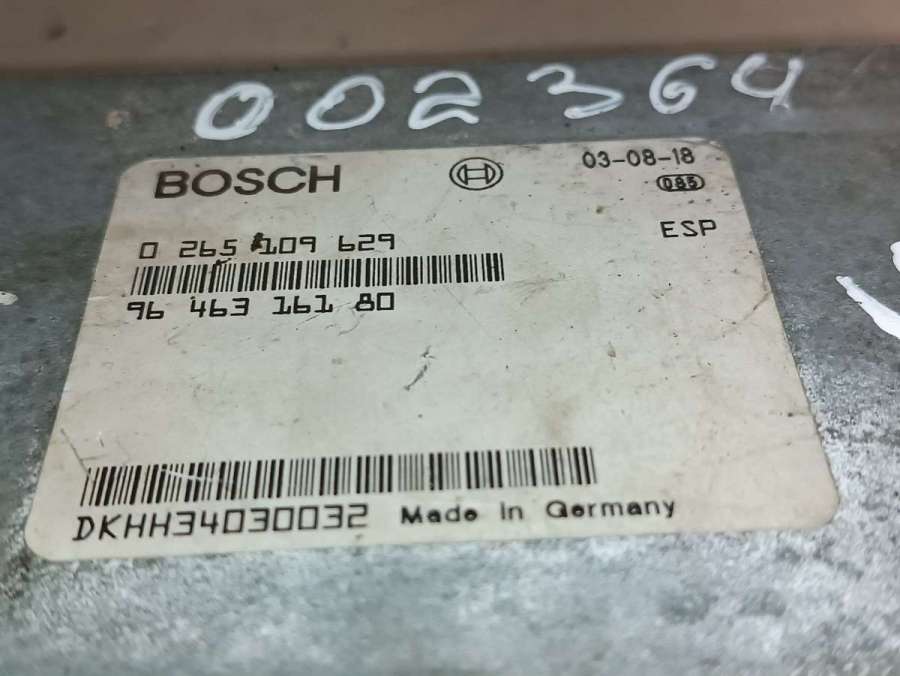 002364
BOSCH
03-08-18
085
0 265 109 629
ESP
96 463 161 80
DKHH34030032 Made in Germany